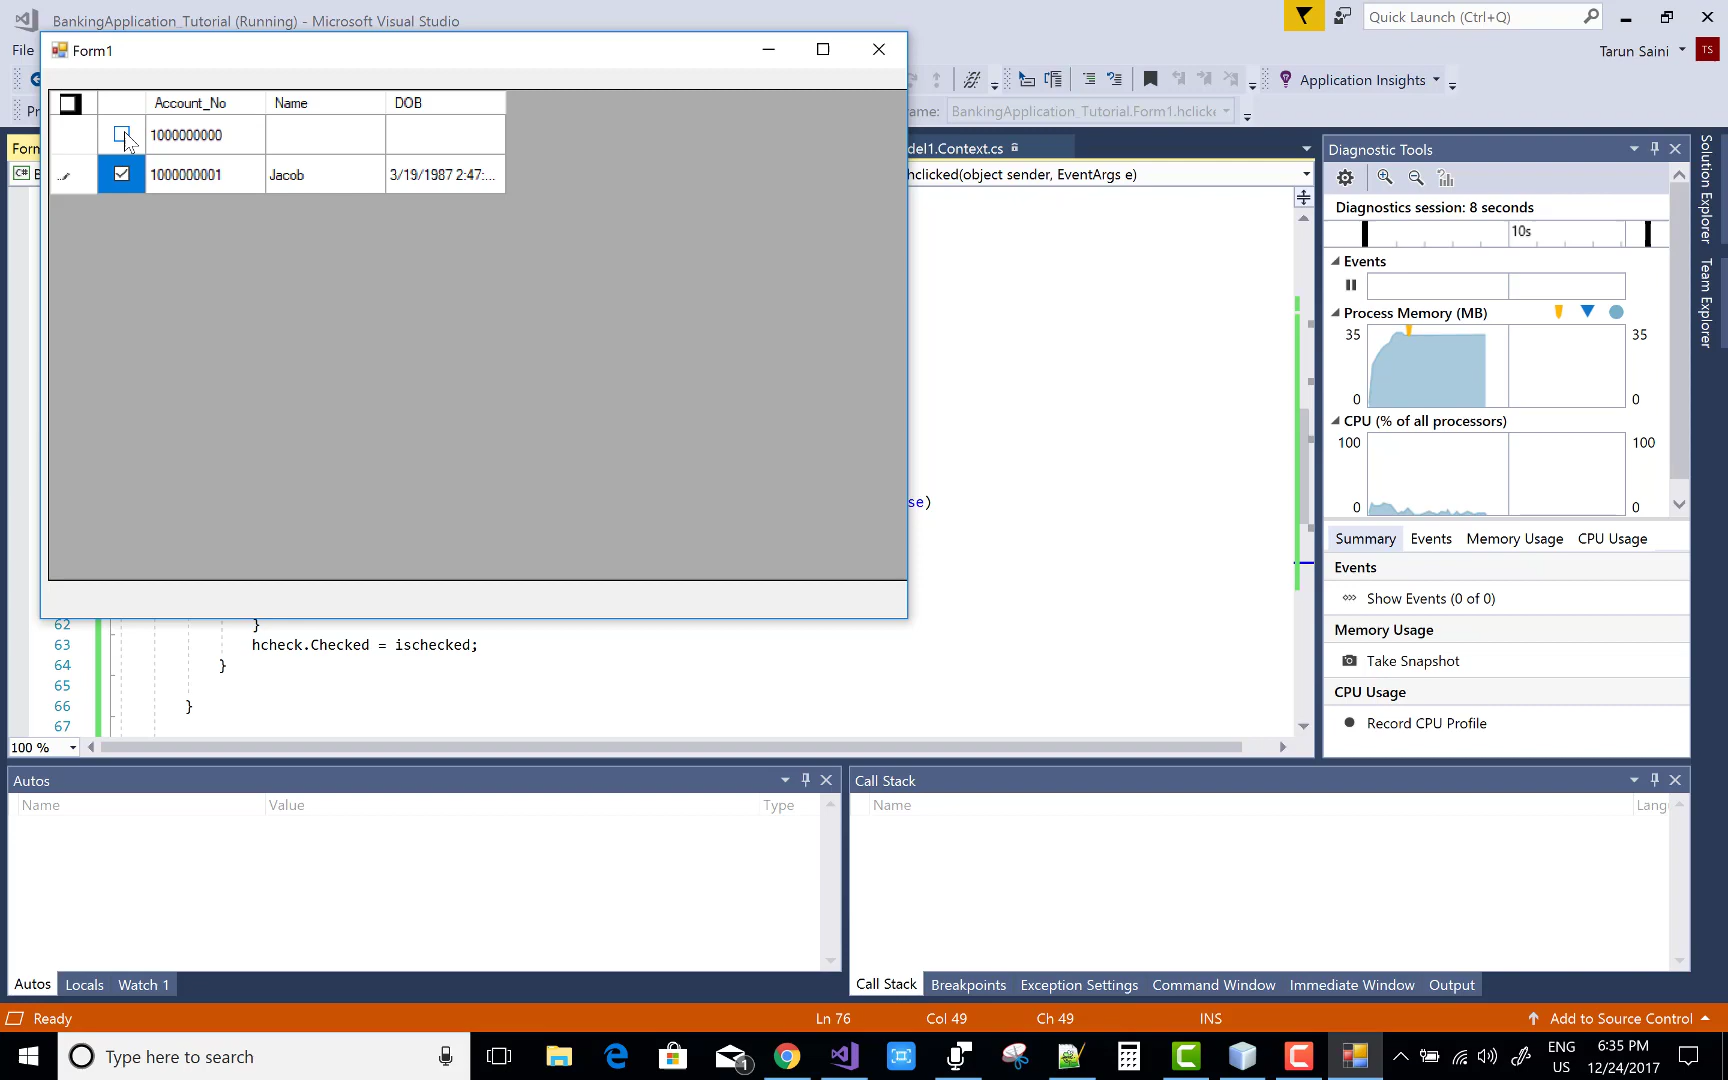 BankingApplication_Tutorial (Running) - Microsoft Visual Studio
Quick Launch (Ctrl+Q)
File
Tarun Saini
TS
Form1
Application Insights
Pr
ame:
BankingApplication_Tutorial.Form1.hclicke
Account_No
Name
DOB
1000000000
1000000001
Jacob
3/19/1987 2:47:...
Form
del1.Context.cs
C#
B
hclicked(object sender, EventArgs e)
se)
62
}
63
hcheck.Checked = ischecked;
64
}
65
66
}
67
100 %
Diagnostic Tools
Diagnostics session: 8 seconds
10s
Events
Process Memory (MB)
35
35
0
0
CPU (% of all processors)
100
100
0
0
Summary
Events
Memory Usage
CPU Usage
Events
Show Events (0 of 0)
Memory Usage
Take Snapshot
CPU Usage
Record CPU Profile
Solution Explorer
Team Explorer
Autos
Name
Value
Type
Autos
Locals
Watch 1
Call Stack
Name
Lang
Call Stack
Breakpoints
Exception Settings
Command Window
Immediate Window
Output
Ready
Ln 76
Col 49
Ch 49
INS
Add to Source Control
Type here to search
1
ENG
US
6:35 PM
12/24/2017